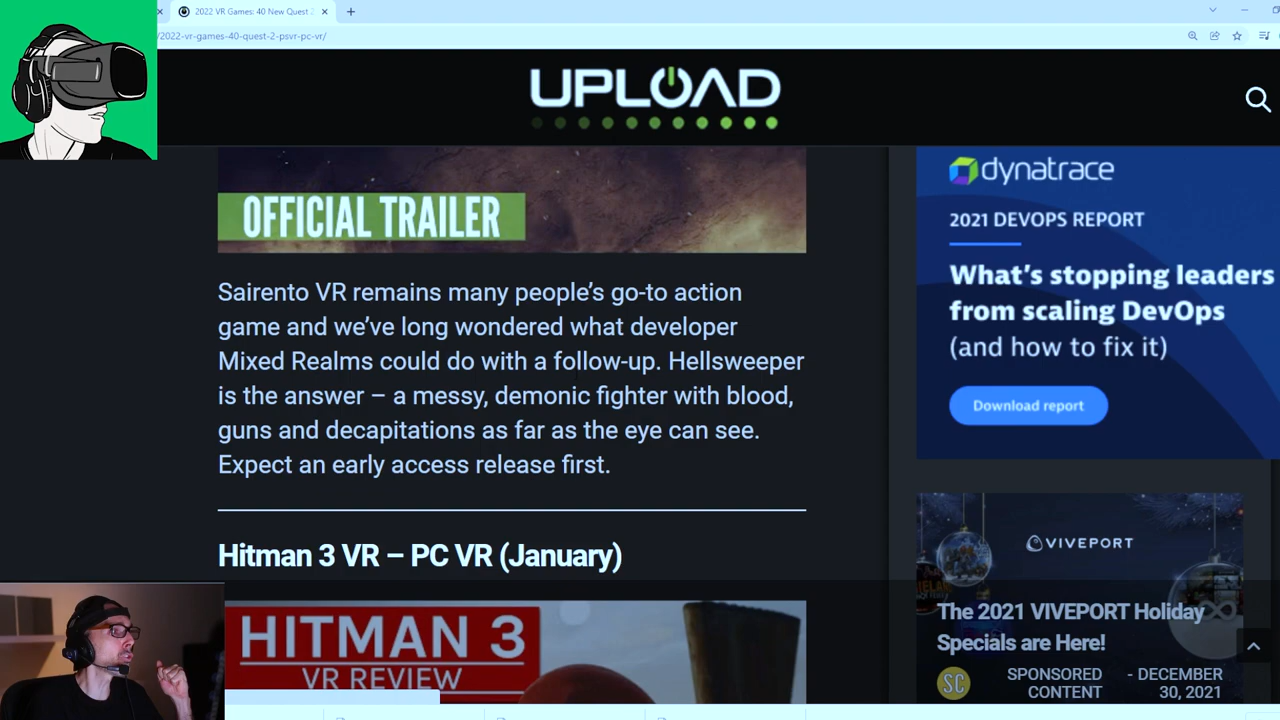 2022 VR Games: 40 New Quest 2
/2022-vr-games-40-quest-2-psvr-pc-vr/
UPLOAD
OFFICIAL TRAILER
Sairento VR remains many people's go-to action
game and we've long wondered what developer
Mixed Realms could do with a follow-up. Hellsweeper
is the answer – a messy, demonic fighter with blood,
guns and decapitations as far as the eye can see.
Expect an early access release first.
Hitman 3 VR – PC VR (January)
HITMAN 3
VR REVIEW
dynatrace
2021 DEVOPS REPORT
What's stopping leaders
from scaling DevOps
(and how to fix it)
Download report
VIVEPORT
The 2021 VIVEPORT Holiday
Specials are Here!
SC
SPONSORED
CONTENT
- DECEMBER
30, 2021